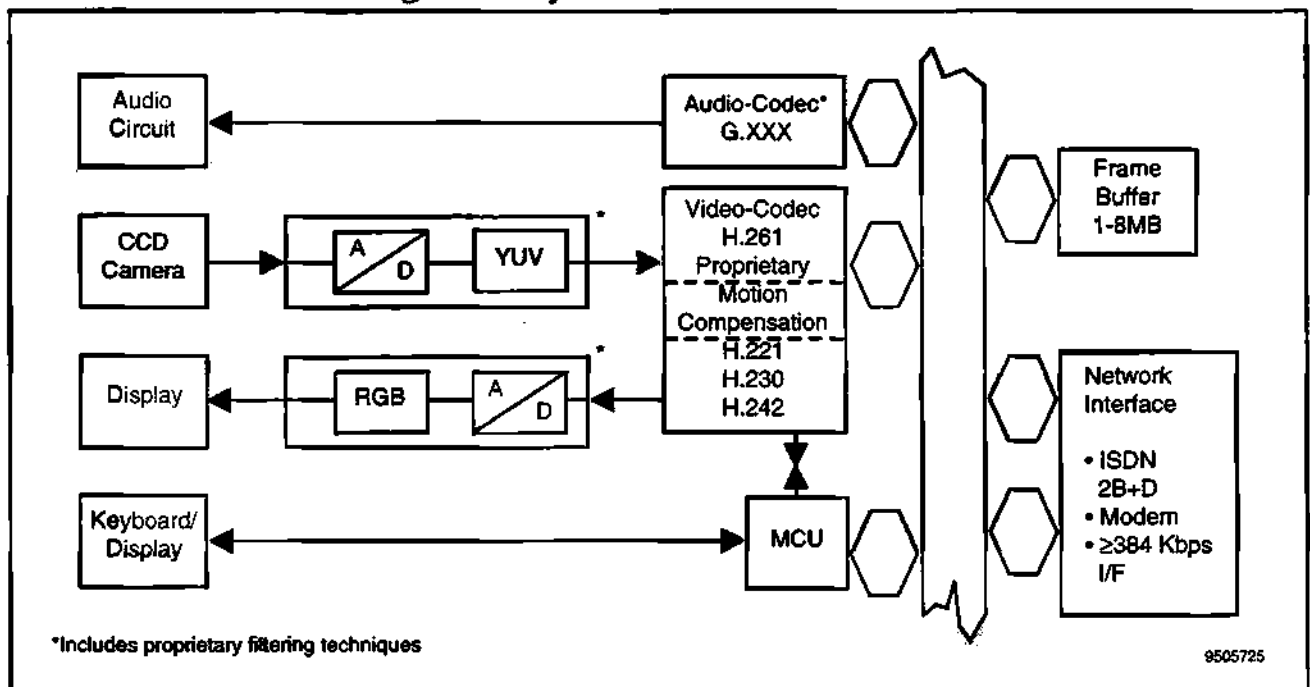 Audio
Circuit
Audio-Codec*
G.XXX
Frame
Buffer
1-8MB
CCD
Camera
A
D
YUV
*
Video-Codec
H.261
Proprietary
Motion
Compensation
H.221
H.230
H.242
Display
RGB
A
D
*
Network
Interface
• ISDN
2B+D
• Modem
• ≥384 Kbps
I/F
Keyboard/
Display
MCU
*Includes proprietary filtering techniques
9505725